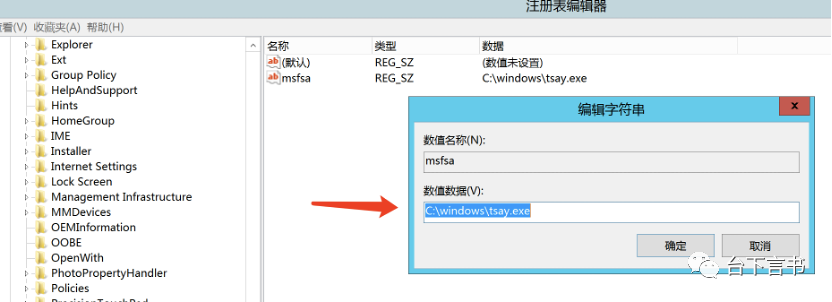 注册表编辑器
查看(V) 收藏夹(A) 帮助(H)
Explorer
Ext
Group Policy
HelpAndSupport
Hints
HomeGroup
IME
Installer
Internet Settings
Lock Screen
Management Infrastructure
MMDevices
OEMInformation
OOBE
OpenWith
PhotoPropertyHandler
Policies
PrecisionTouchPad
名称 类型 数据
ab (默认) REG_SZ (数值未设置)
ab msfsa REG_SZ C:\windows\tsay.exe
编辑字符串
x
数值名称(N):
msfsa
数值数据(V):
C:\windows\tsay.exe
确定 取消
台下言书